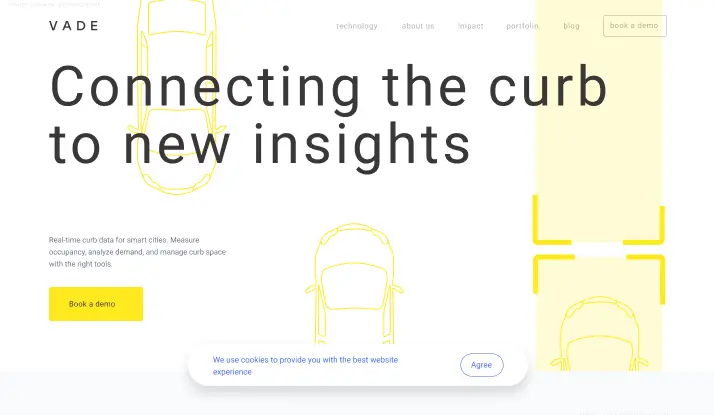 VADE
technology
about us
impact
portfolio
blog
book a demo
Connecting the curb
to new insights
Real-time curb data for smart cities. Measure
occupancy, analyze demand, and manage curb space
with the right tools.
Book a demo
We use cookies to provide you with the best website
experience
Agree